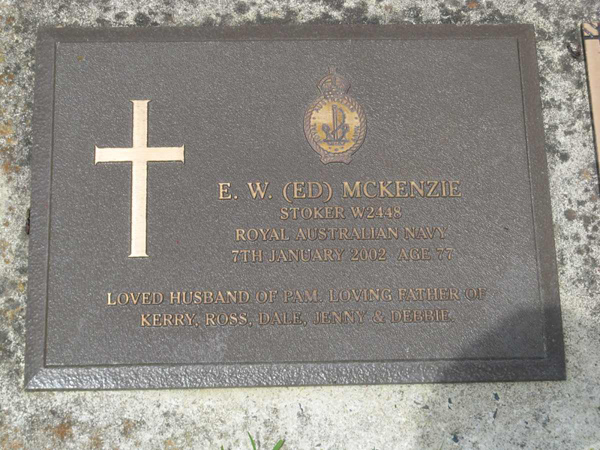 E. W. (ED) MCKENZIE
STOKER W2448
ROYAL AUSTRALIAN NAVY
7TH JANUARY 2002 AGE 77
LOVED HUSBAND OF PAM, LOVING FATHER OF
KERRY, ROSS, DALE, JENNY & DEBBIE.